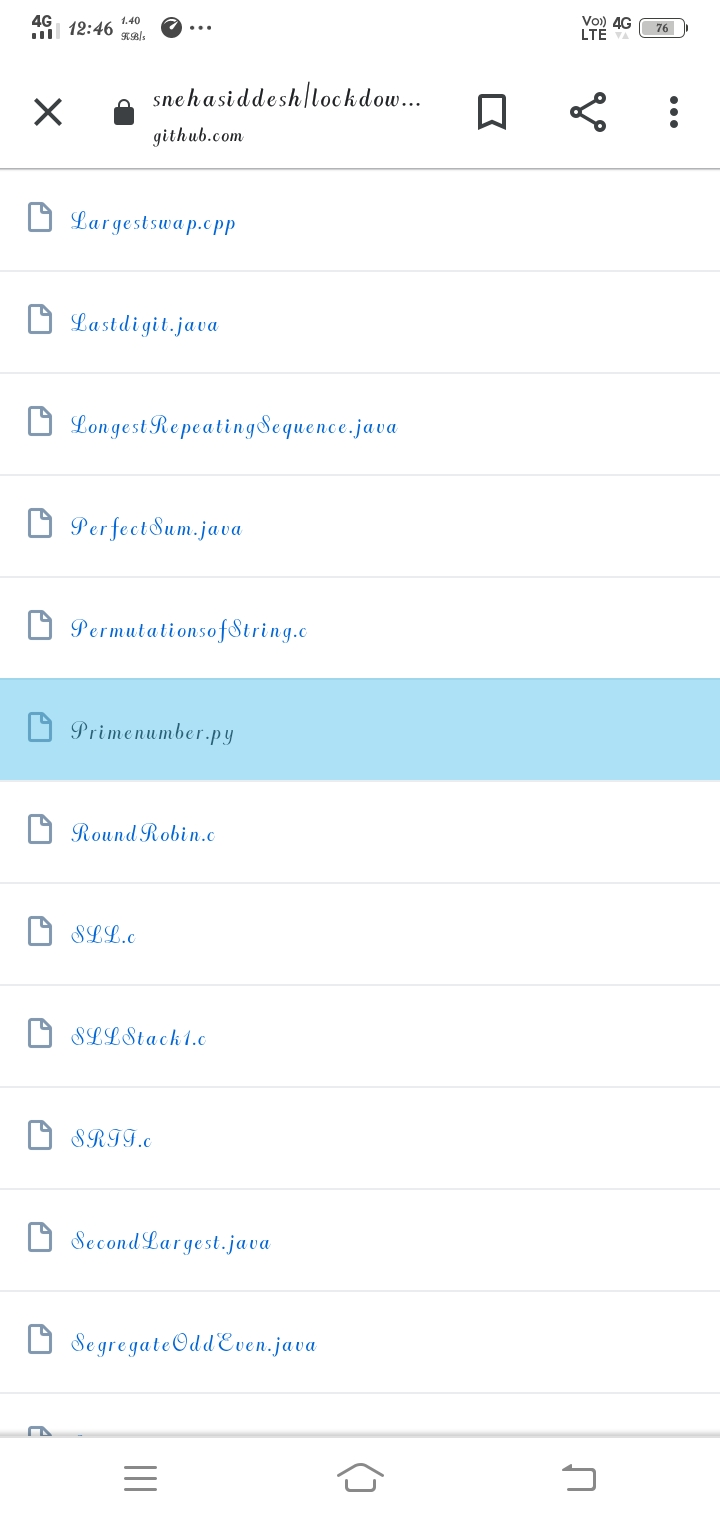 4G 12:46 1.40 KB/s ... Vo)) LTE 4G 76
snehasiddesh/lockdow...
github.com
Largestswap.cpp
Lastdigit.java
LongestRepeatingSequence.java
PerfectSum.java
PermutationsofString.c
Primenumber.py
RoundRobin.c
SLL.c
SLLStack1.c
SRTF.c
SecondLargest.java
SegregateOddEven.java